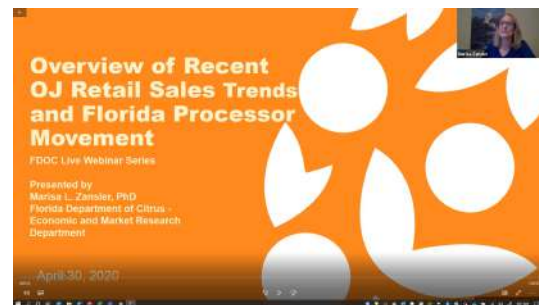 Overview of Recent
OJ Retail Sales Trends
and Florida Processor
Movement
FDOC Live Webinar Series
Presented by
Marisa L. Zansler, PhD
Florida Department of Citrus -
Economic and Market Research
Department
April 30, 2020